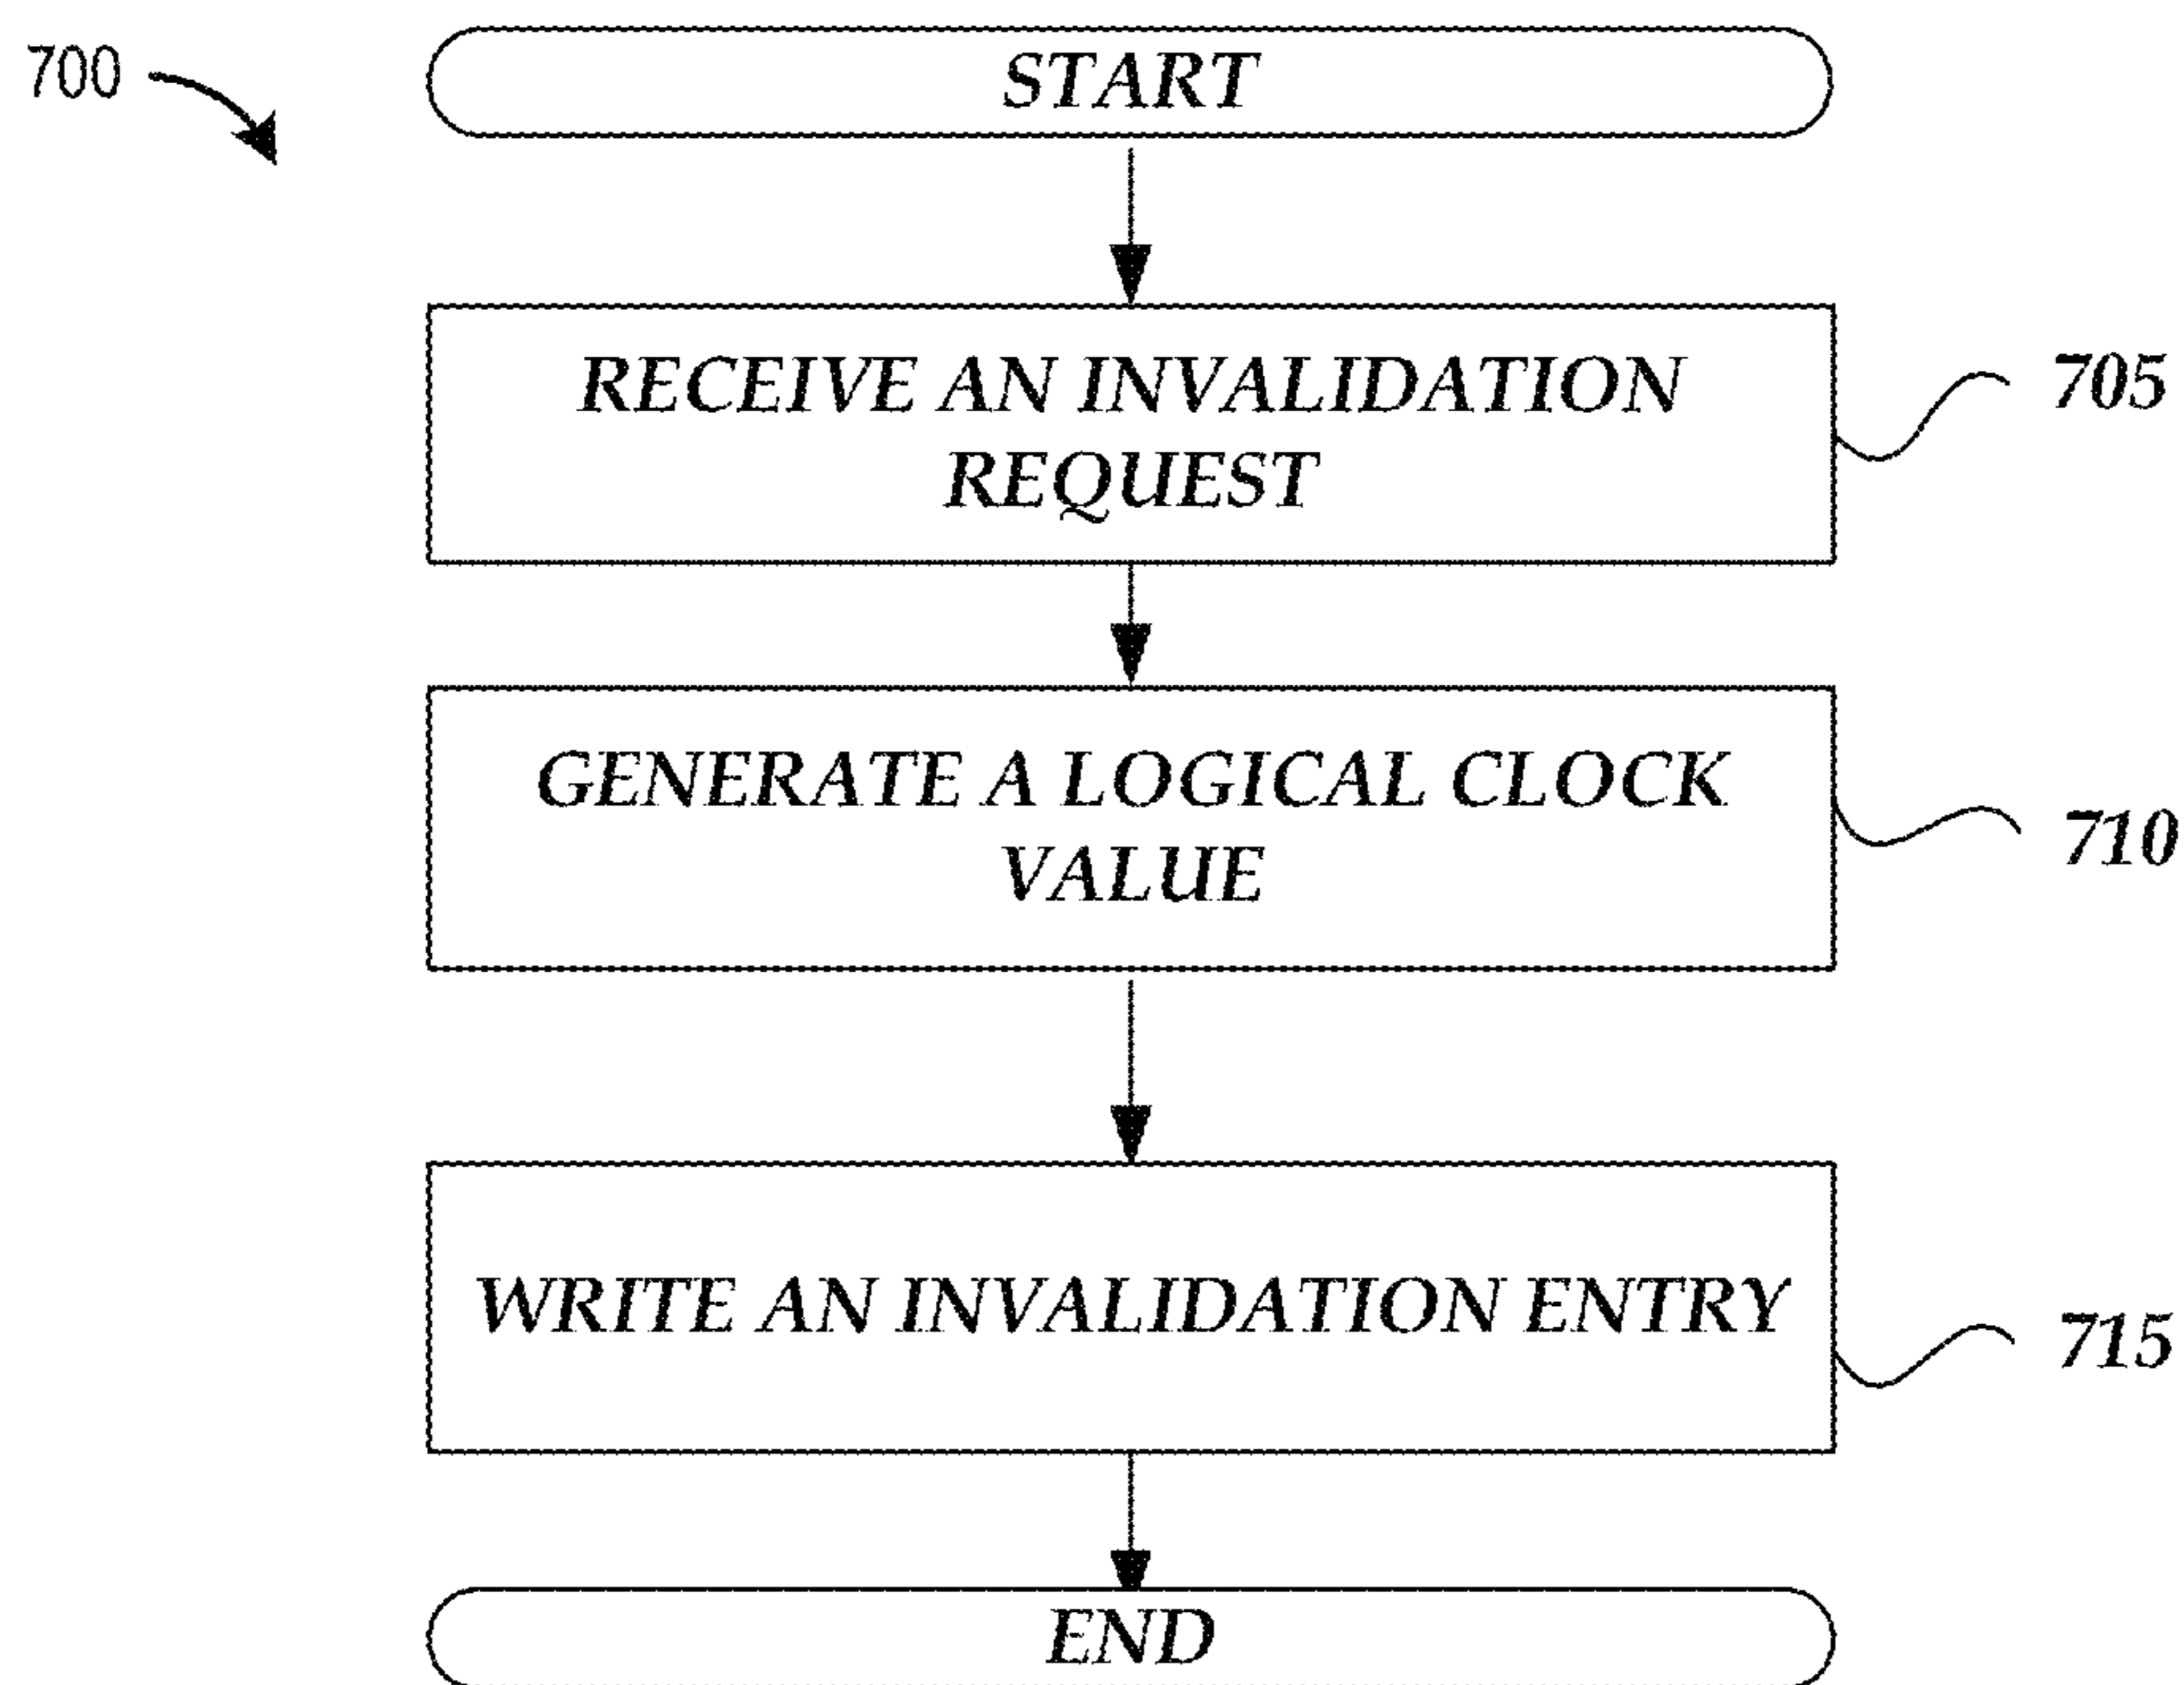 700
START
RECEIVE AN INVALIDATION
REQUEST
705
GENERATE A LOGICAL CLOCK
VALUE
710
WRITE AN INVALIDATION ENTRY
715
END